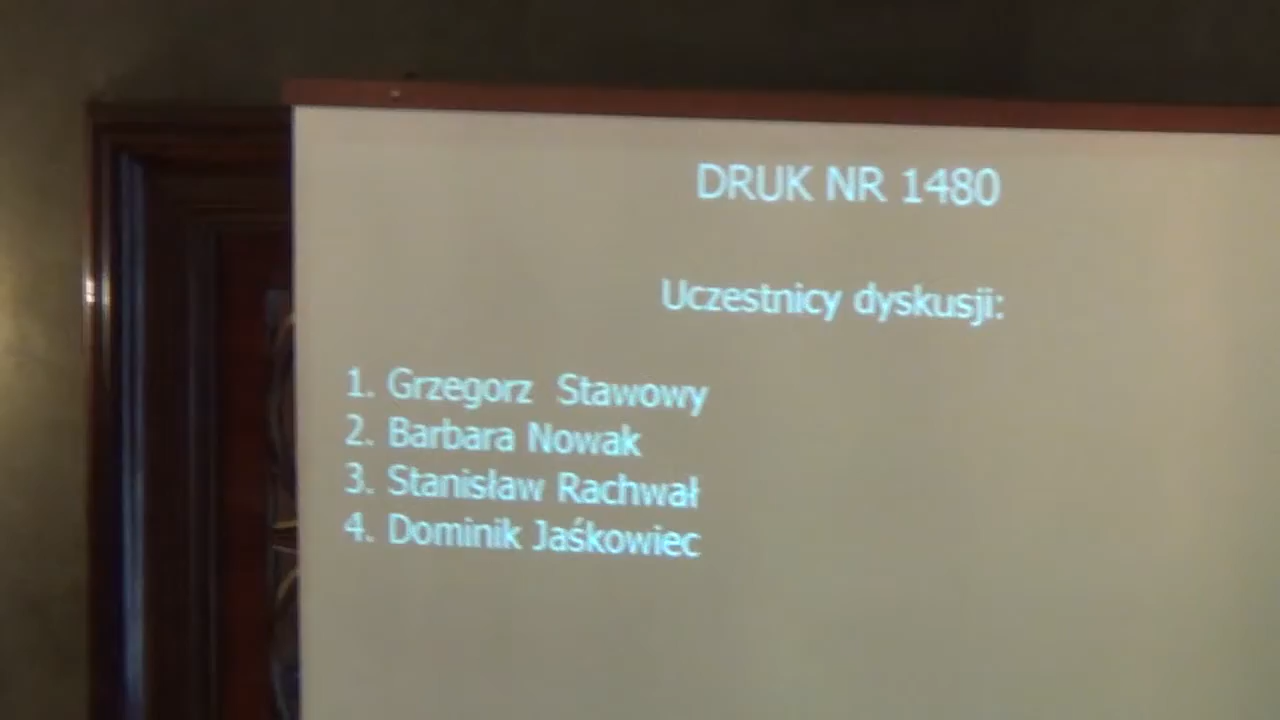 DRUK NR 1480
Uczestnicy dyskusji:
1. Grzegorz Stawowy
2. Barbara Nowak
3. Stanisław Rachwał
4. Dominik Jaśkowiec